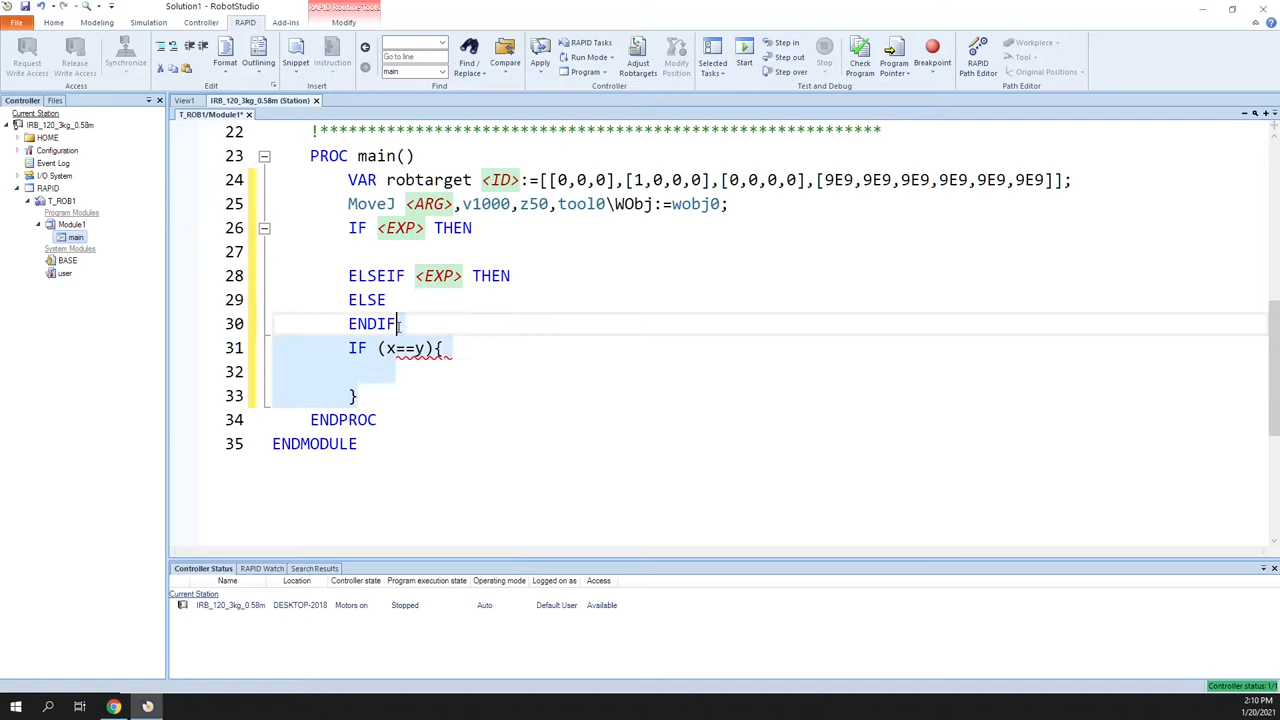 Solution1 - RobotStudio
RAPID Routine Tools
File Home Modeling Simulation Controller RAPID Add-Ins Modify
Request Write Access
Release Write Access
Synchronize
Format
Outlining
Snippet
Instruction
Go to line
main
Find / Replace
Compare
Apply
RAPID Tasks
Run Mode
Program
Adjust Robtargets
Modify Position
Selected Tasks
Start
Step in
Step out
Step over
Stop
Check Program
Program Pointer
Breakpoint
RAPID Path Editor
Workpiece
Tool
Original Positions
Access Edit Insert Find Controller Test and Debug Path Editor
Controller Files
Current Station
IRB_120_3kg_0.58m
HOME
Configuration
Event Log
I/O System
RAPID
T_ROB1
Program Modules
Module1
main
System Modules
BASE
user
View1 IRB_120_3kg_0.58m (Station)
T_ROB1/Module1*
22 !***********************************************************
23 PROC main()
24 VAR robtarget <ID>:=[[0,0,0],[1,0,0,0],[0,0,0,0],[9E9,9E9,9E9,9E9,9E9,9E9]];
25 MoveJ <ARG>,v1000,z50,tool0\WObj:=wobj0;
26 IF <EXP> THEN
27
28 ELSEIF <EXP> THEN
29 ELSE
30 ENDIF
31 IF (x==y){
32
33 }
34 ENDPROC
35 ENDMODULE
Controller Status RAPID Watch Search Results
Name Location Controller state Program execution state Operating mode Logged on as Access
Current Station
IRB_120_3kg_0.58m DESKTOP-2018 Motors on Stopped Auto Default User Available
Controller status: 1/1
2:10 PM
1/20/2021